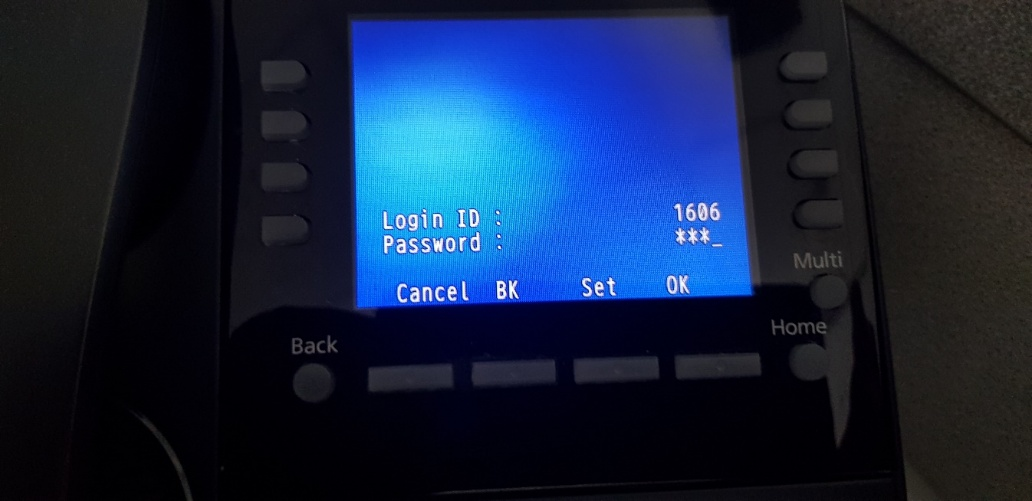 Login ID : 1606
Password : ***_
Cancel BK Set OK
Multi
Home
Back